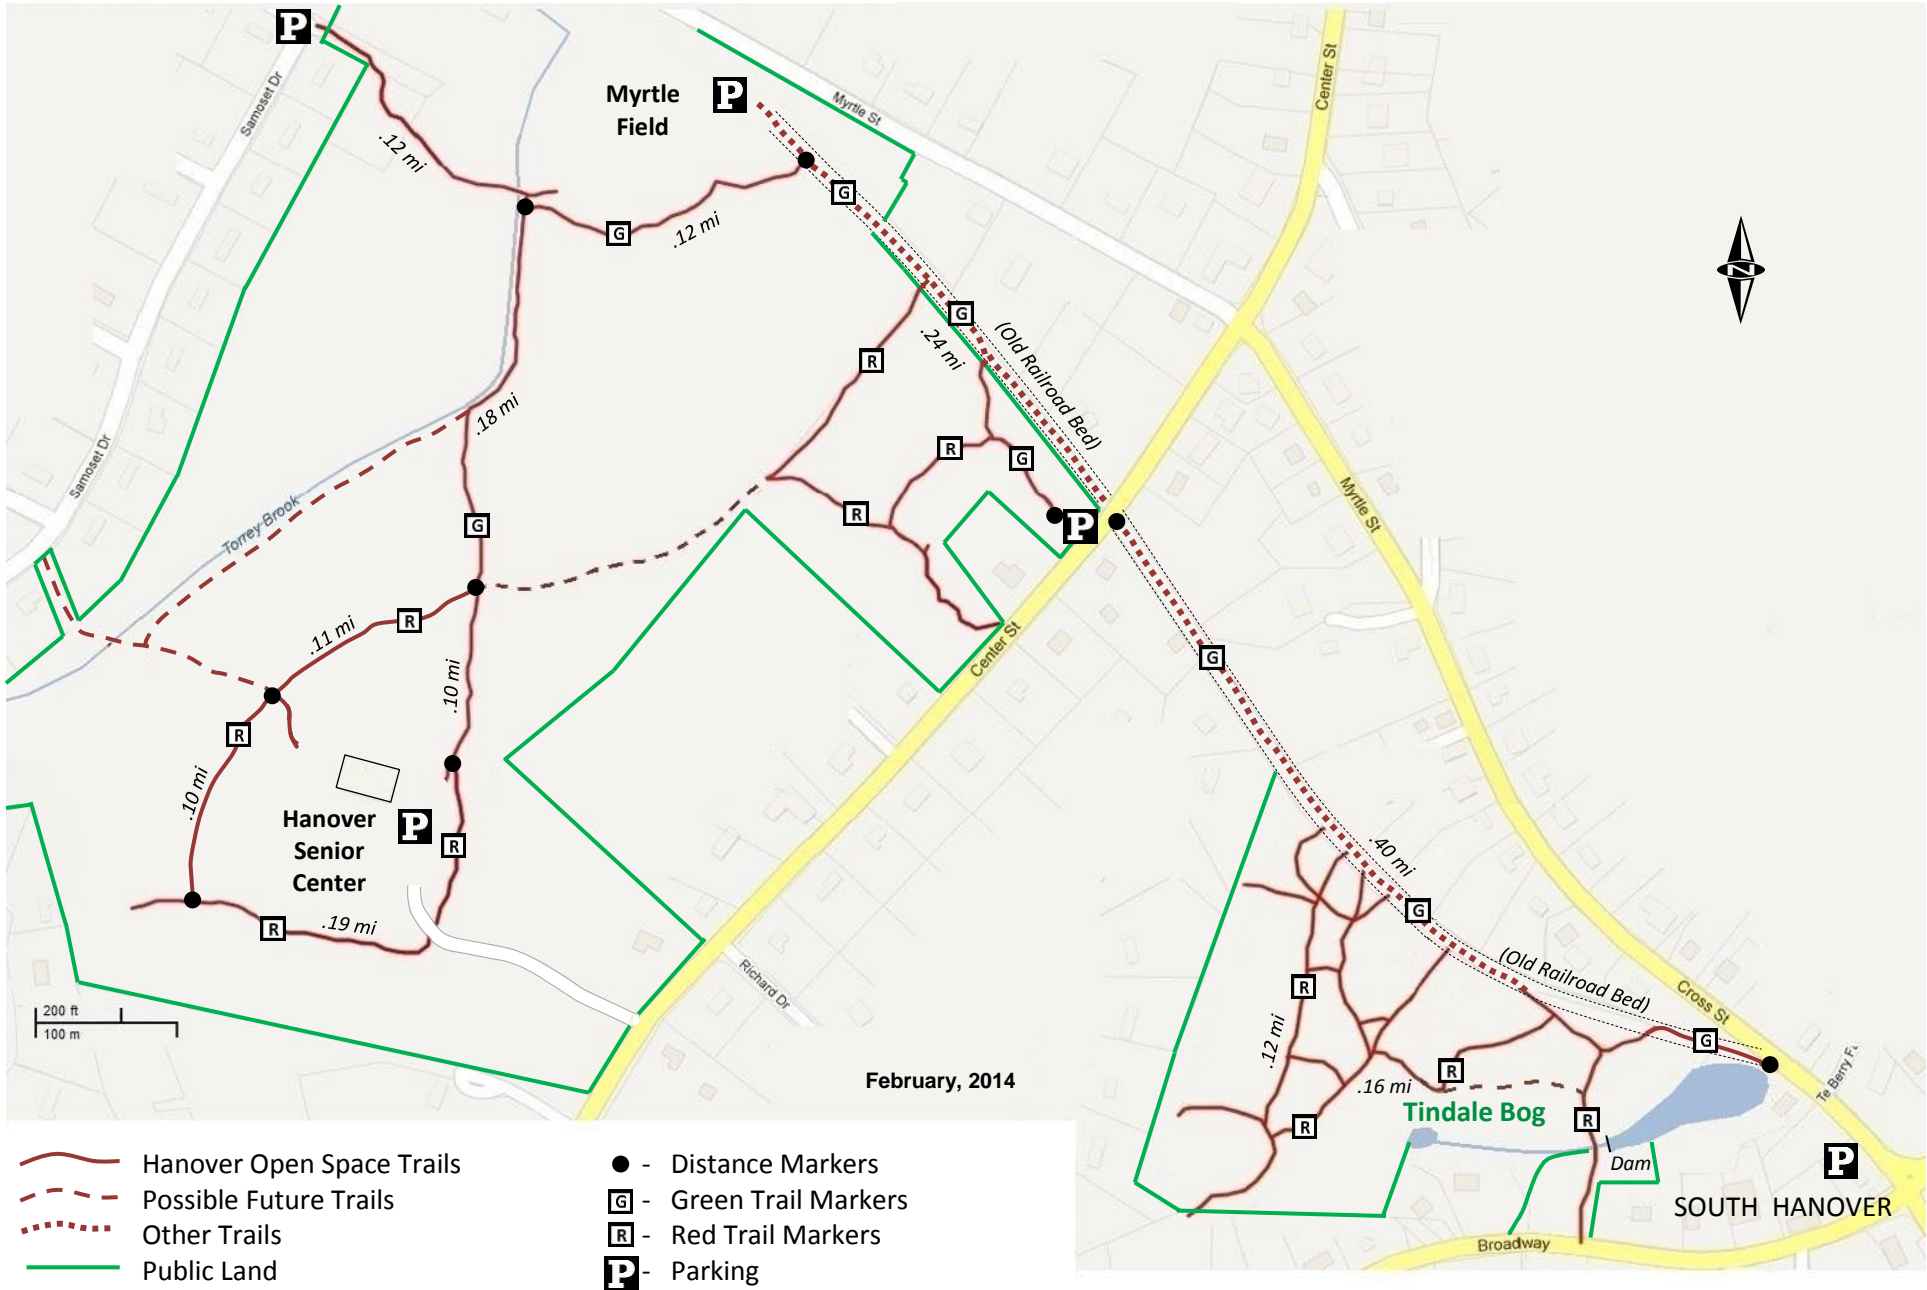 P
Samoset Dr
.12 mi
Myrtle
Field
P
Myrtle St
Center St
G
G
.12 mi
N
G
(Old Railroad Bed)
.24 mi
R
.18 mi
Samoset Dr
Torrey Brook
R
G
R
G
P
Myrtle St
.11 mi
R
Center St
G
.10 mi
R
.10 mi
Hanover
Senior
Center
P
R
.40 mi
G
R
.19 mi
Richard Dr
(Old Railroad Bed)
Cross St
R
200 ft
100 m
.12 mi
G
February, 2014
R
.16 mi
Te Berry
Tindale Bog
R
R
Dam
P
SOUTH HANOVER
Broadway
Hanover Open Space Trails
Possible Future Trails
Other Trails
Public Land
- Distance Markers
G - Green Trail Markers
R - Red Trail Markers
P - Parking